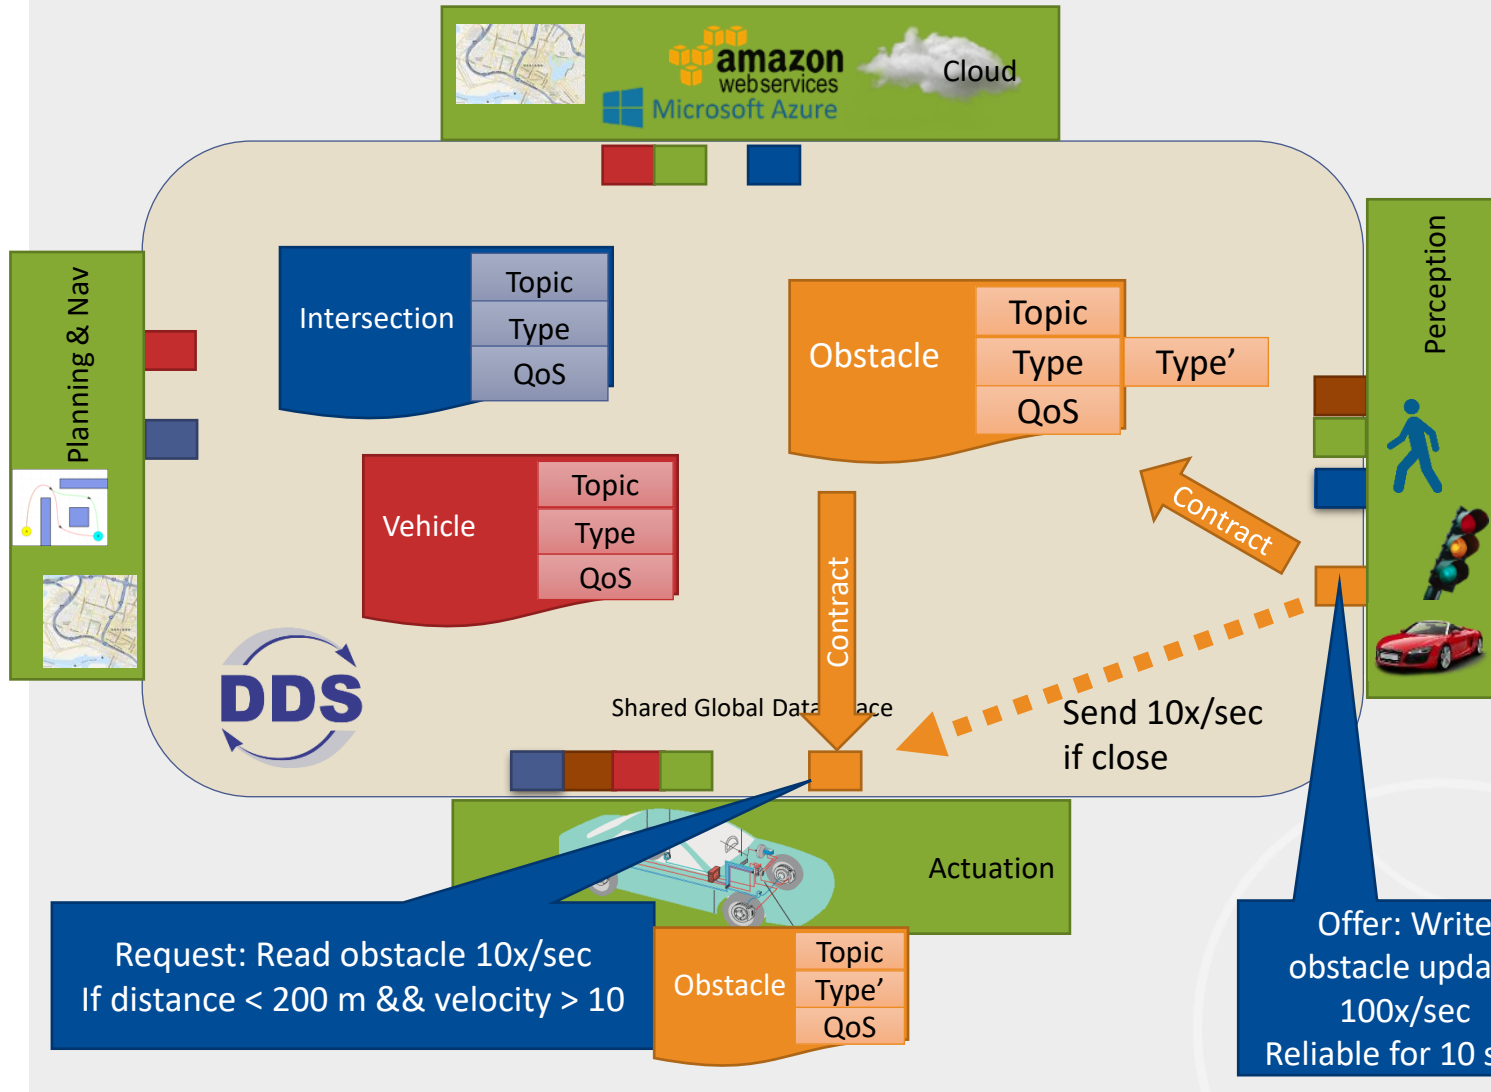 amazon
webservices
Microsoft Azure
Cloud
Planning & Nav
Perception
Intersection
Topic
Type
QoS
Obstacle
Topic
Type
Type'
QoS
Vehicle
Topic
Type
QoS
Contract
Contract
DDS
Shared Global Data
ace
Send 10x/sec
if close
Actuation
Request: Read obstacle 10x/sec
If distance < 200 m && velocity > 10
Obstacle
Topic
Type'
QoS
Offer: Write
obstacle
100x/sec
Reliable for 10